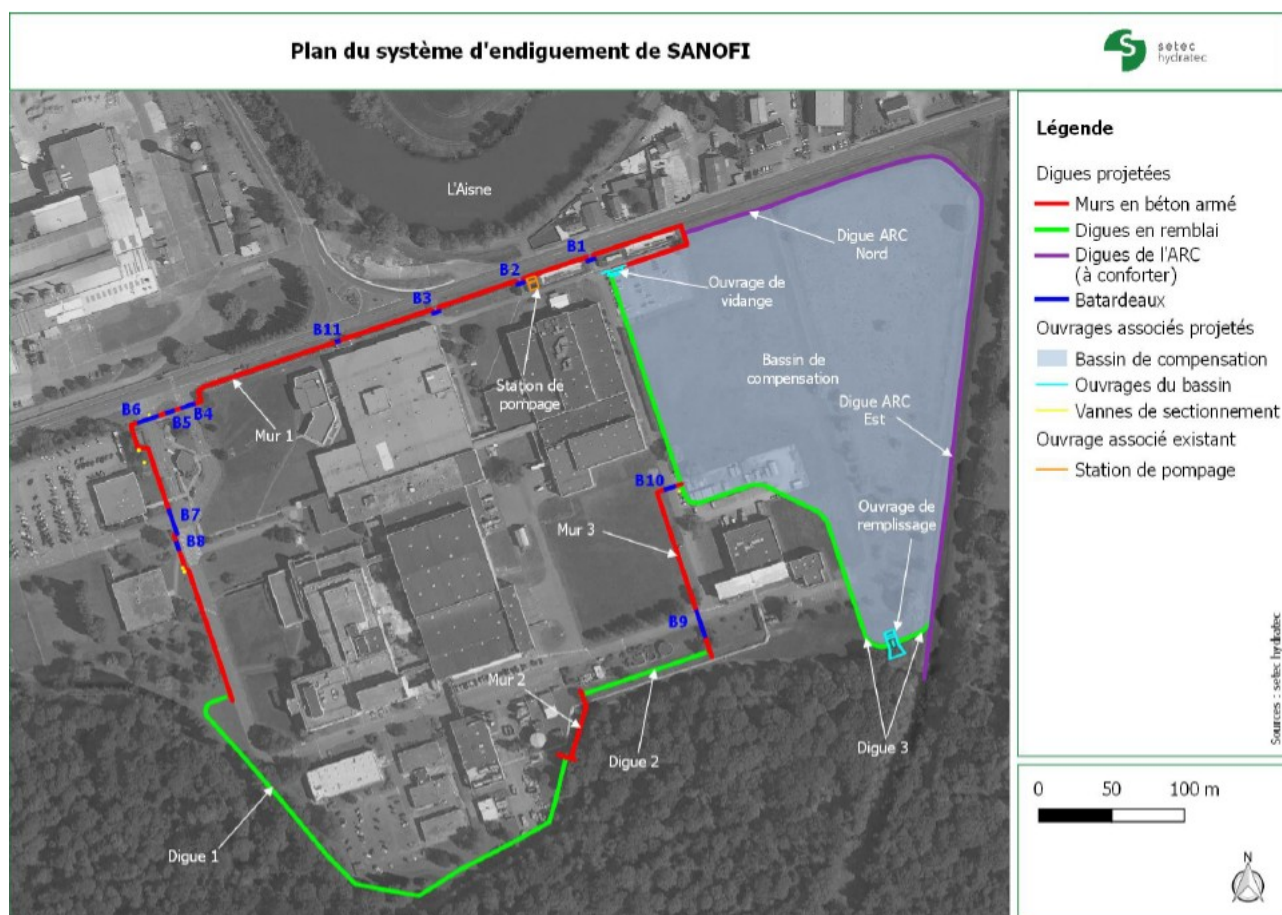 Plan du système d'endiguement de SANOFI
S
setec
hydratec
L'Aisne
Digue ARC
Nord
B1
B2
Ouvrage de
vidange
B3
B11
Station de
pompage
Bassin de
compensation
Digue ARC
Est
B6
B5
B4
Mur 1
B10
Ouvrage de
remplissage
B7
B8
Mur 3
B9
Mur 2
Digue 2
Digue 3
Digue 1
Légende
Digues projetées
Murs en béton armé
Digues en remblai
Digues de l'ARC
(à conforter)
Batardeaux
Ouvrages associés projetés
Bassin de compensation
Ouvrages du bassin
Vannes de sectionnement
Ouvrage associé existant
Station de pompage
Sources : setec hydratec
0 50 100 m
N